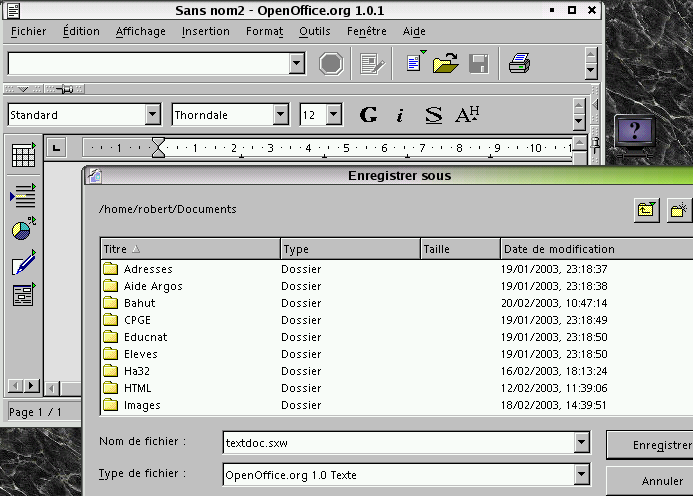 Sans nom2 - OpenOffice.org 1.0.1
Fichier Édition Affichage Insertion Format Outils Fenêtre Aide
Standard Thorndale 12 G i S AH
1 1 2 3 4 5 6 7 8 9 10 11
Enregistrer sous
/home/robert/Documents
Titre Type Taille Date de modification
Adresses Dossier 19/01/2003, 23:18:37
Aide Argos Dossier 19/01/2003, 23:18:38
Bahut Dossier 20/02/2003, 10:47:14
CPGE Dossier 19/01/2003, 23:18:49
Educnat Dossier 19/01/2003, 23:18:50
Eleves Dossier 19/01/2003, 23:18:50
Ha32 Dossier 16/02/2003, 18:13:24
HTML Dossier 12/02/2003, 11:39:06
Images Dossier 18/02/2003, 14:39:51
Page 1 / 1
Nom de fichier : textdoc.sxw Enregistrer
Type de fichier : OpenOffice.org 1.0 Texte Annuler
?